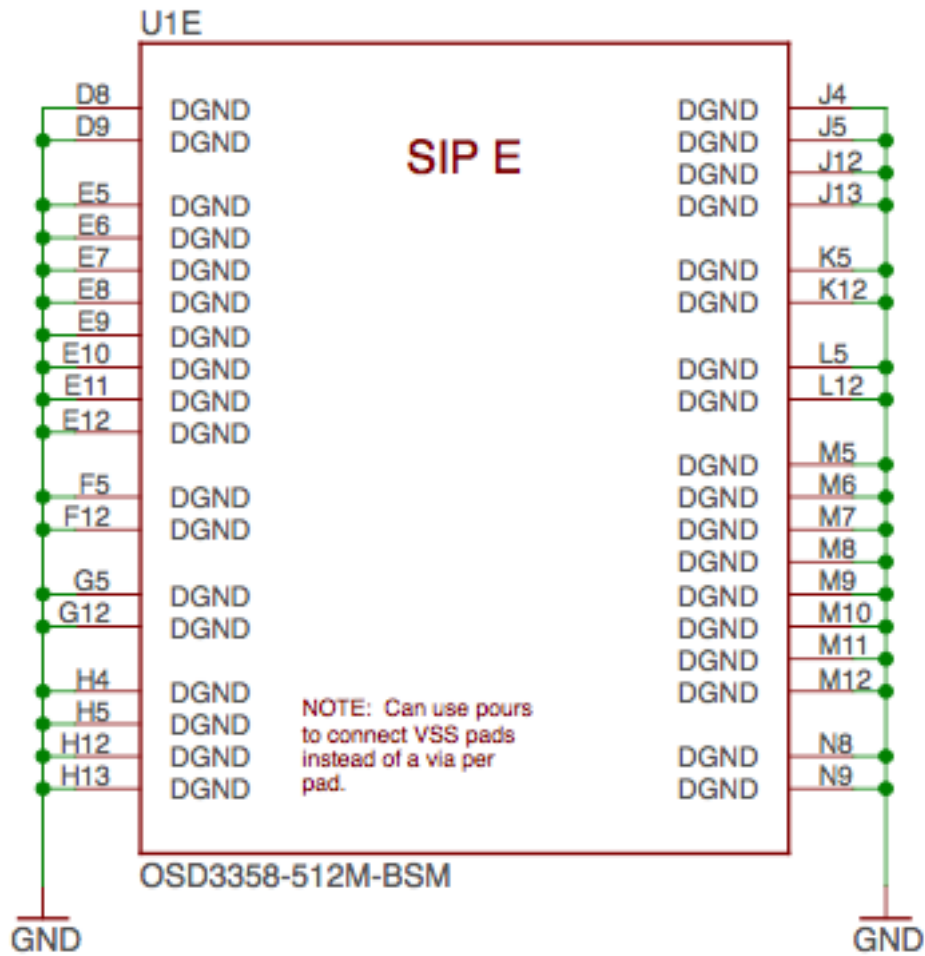 U1E
SIP E
D8 DGND DGND J4
D9 DGND DGND J5
DGND J12
E5 DGND DGND J13
E6 DGND
E7 DGND DGND K5
E8 DGND DGND K12
E9 DGND
E10 DGND DGND L5
E11 DGND DGND L12
E12 DGND
DGND M5
F5 DGND DGND M6
F12 DGND DGND M7
DGND M8
G5 DGND DGND M9
G12 DGND DGND M10
DGND M11
H4 DGND DGND M12
H5 DGND
H12 DGND DGND N8
H13 DGND DGND N9
NOTE: Can use pours
to connect VSS pads
instead of a via per
pad.
OSD3358-512M-BSM
GND GND